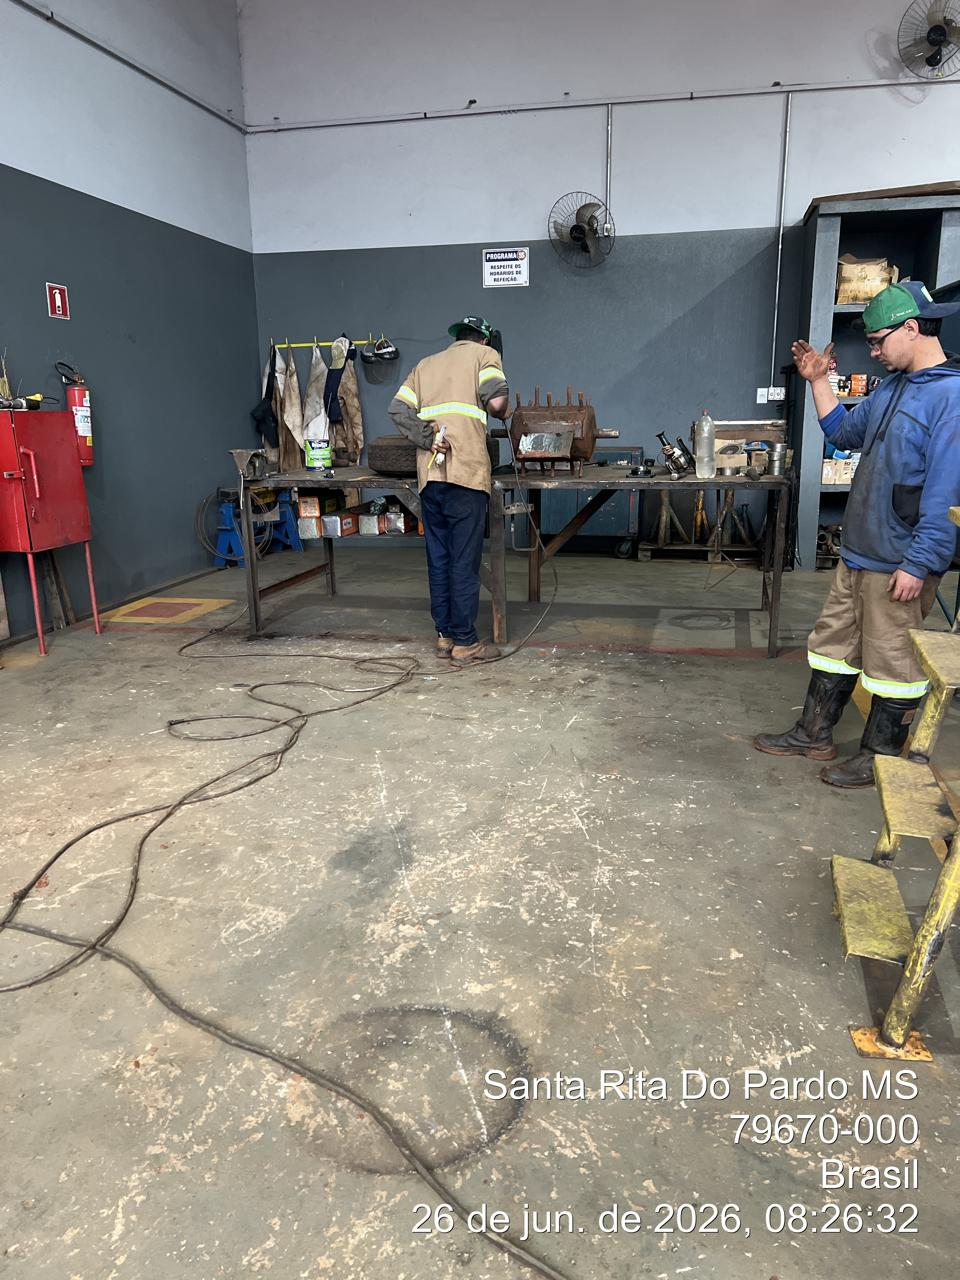 PROGRAMA 5S
RESPEITE OS
HORÁRIOS DE
REFEIÇÃO.
Santa Rita Do Pardo MS
79670-000
Brasil
26 de jun. de 2026, 08:26:32